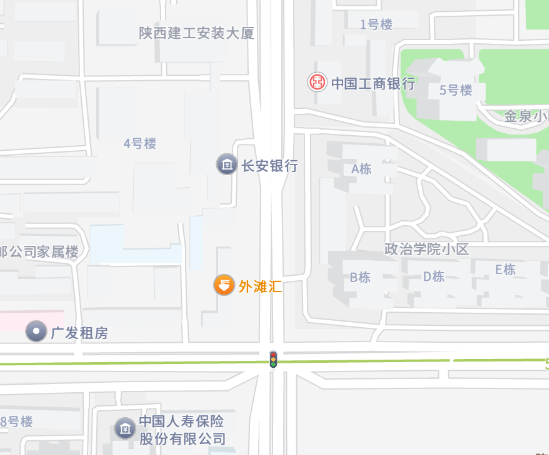 1号楼
陕西建工安装大厦
中国工商银行
5号楼
金泉小
4号楼
长安银行
A栋
政治学院小区
邮公司家属楼
B栋
D栋
E栋
外滩汇
广发租房
8号楼
中国人寿保险
股份有限公司